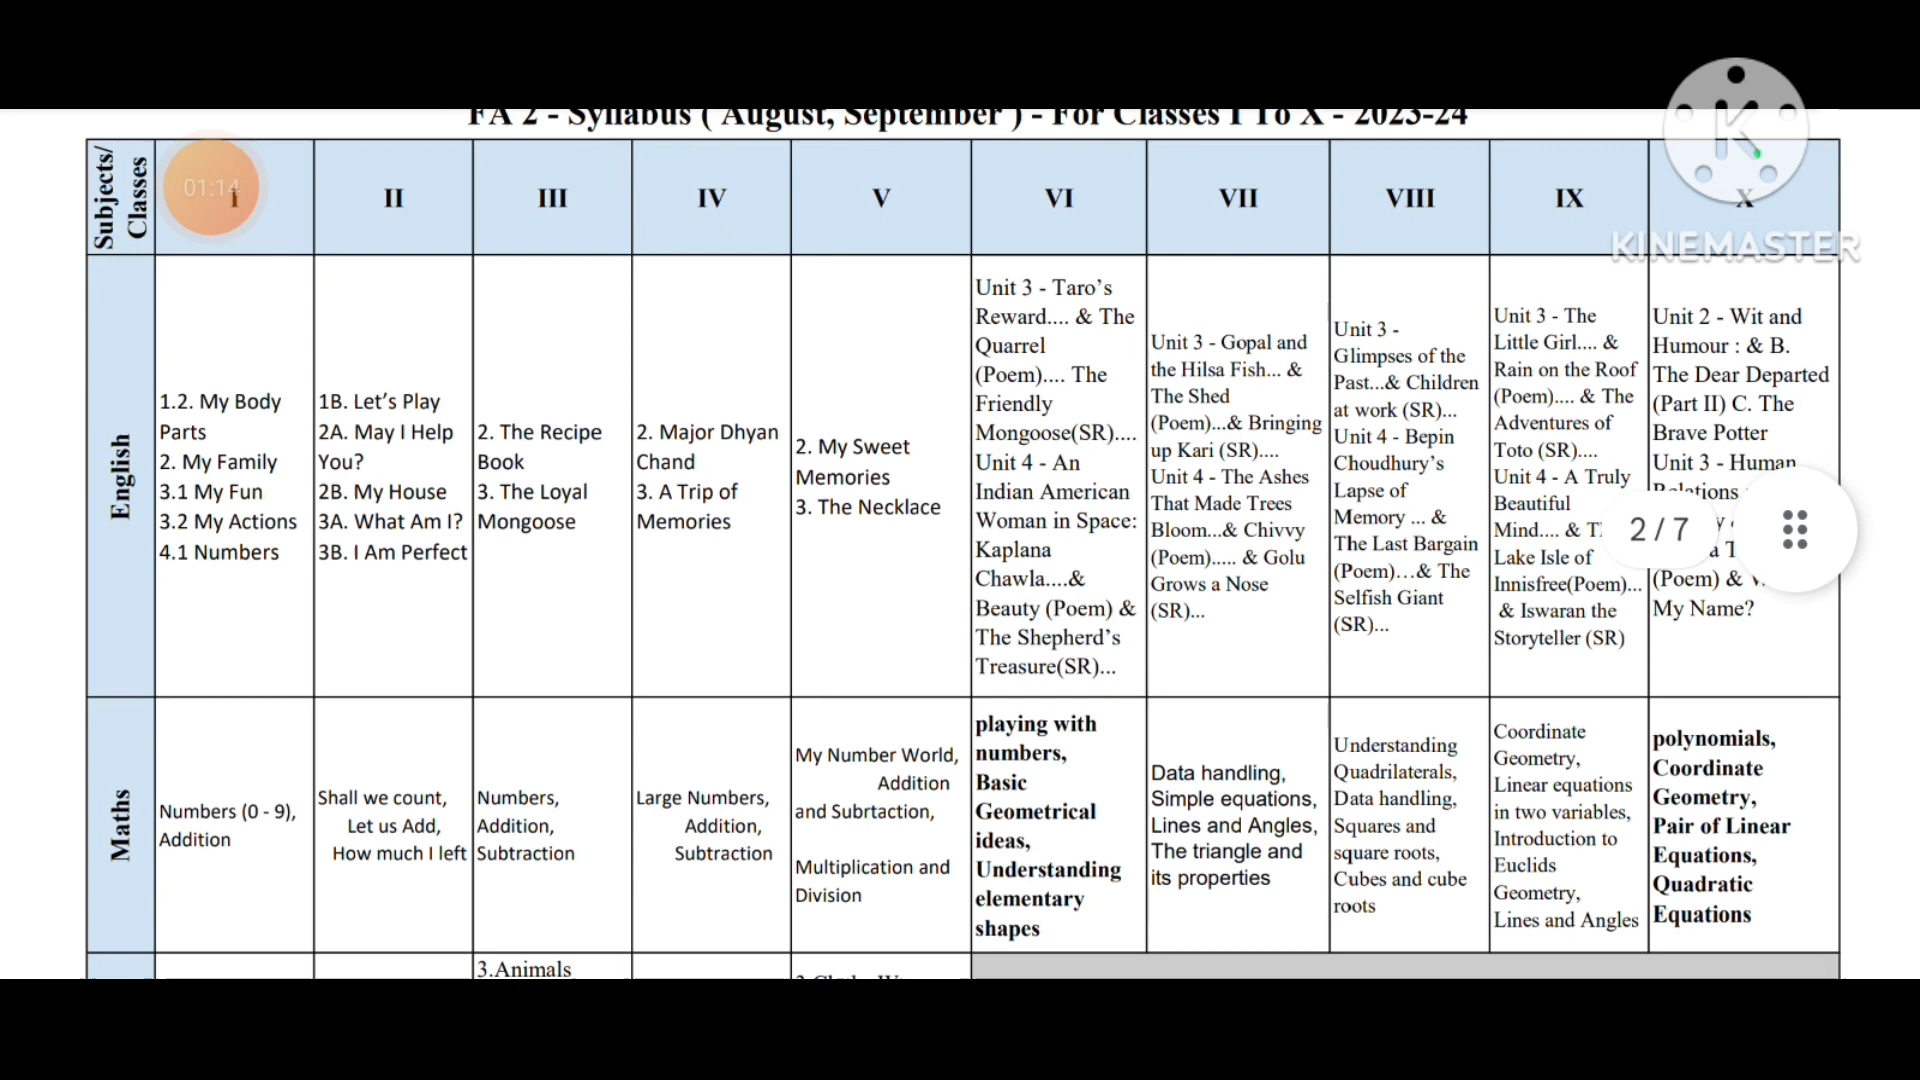 FA 2 - Syllabus ( August, September ) - For Classes I To X - 2023-24
Subjects/
Classes
01:14
I
II
III
IV
V
VI
VII
VIII
IX
X
KINEMASTER
English
1.2. My Body
Parts
2. My Family
3.1 My Fun
3.2 My Actions
4.1 Numbers
1B. Let’s Play
2A. May I Help
You?
2B. My House
3A. What Am I?
3B. I Am Perfect
2. The Recipe
Book
3. The Loyal
Mongoose
2. Major Dhyan
Chand
3. A Trip of
Memories
2. My Sweet
Memories
3. The Necklace
Unit 3 - Taro’s
Reward.... & The
Quarrel
(Poem).... The
Friendly
Mongoose(SR)....
Unit 4 - An
Indian American
Woman in Space:
Kaplana
Chawla....&
Beauty (Poem) &
The Shepherd’s
Treasure(SR)...
Unit 3 - Gopal and
the Hilsa Fish... &
The Shed
(Poem)...& Bringing
up Kari (SR)....
Unit 4 - The Ashes
That Made Trees
Bloom...& Chivvy
(Poem)..... & Golu
Grows a Nose
(SR)...
Unit 3 -
Glimpses of the
Past...& Children
at work (SR)...
Unit 4 - Bepin
Choudhury’s
Lapse of
Memory ... &
The Last Bargain
(Poem)…& The
Selfish Giant
(SR)...
Unit 3 - The
Little Girl.... &
Rain on the Roof
(Poem).... & The
Adventures of
Toto (SR)....
Unit 4 - A Truly
Beautiful
Mind.... &
Lake Isle of
Innisfree(Poem)...
& Iswaran the
Storyteller (SR)
Unit 2 - Wit and
Humour : & B.
The Dear Departed
(Part II) C. The
Brave Potter
Unit 3 - Human
(Poem) &
My Name?
2 / 7
Maths
Numbers (0 - 9),
Addition
Shall we count,
Let us Add,
How much I left
Numbers,
Addition,
Subtraction
Large Numbers,
Addition,
Subtraction
My Number World,
Addition
and Subrtaction,
Multiplication and
Division
playing with
numbers,
Basic
Geometrical
ideas,
Understanding
elementary
shapes
Data handling,
Simple equations,
Lines and Angles,
The triangle and
its properties
Understanding
Quadrilaterals,
Data handling,
Squares and
square roots,
Cubes and cube
roots
Coordinate
Geometry,
Linear equations
in two variables,
Introduction to
Euclids
Geometry,
Lines and Angles
polynomials,
Coordinate
Geometry,
Pair of Linear
Equations,
Quadratic
Equations
3.Animals